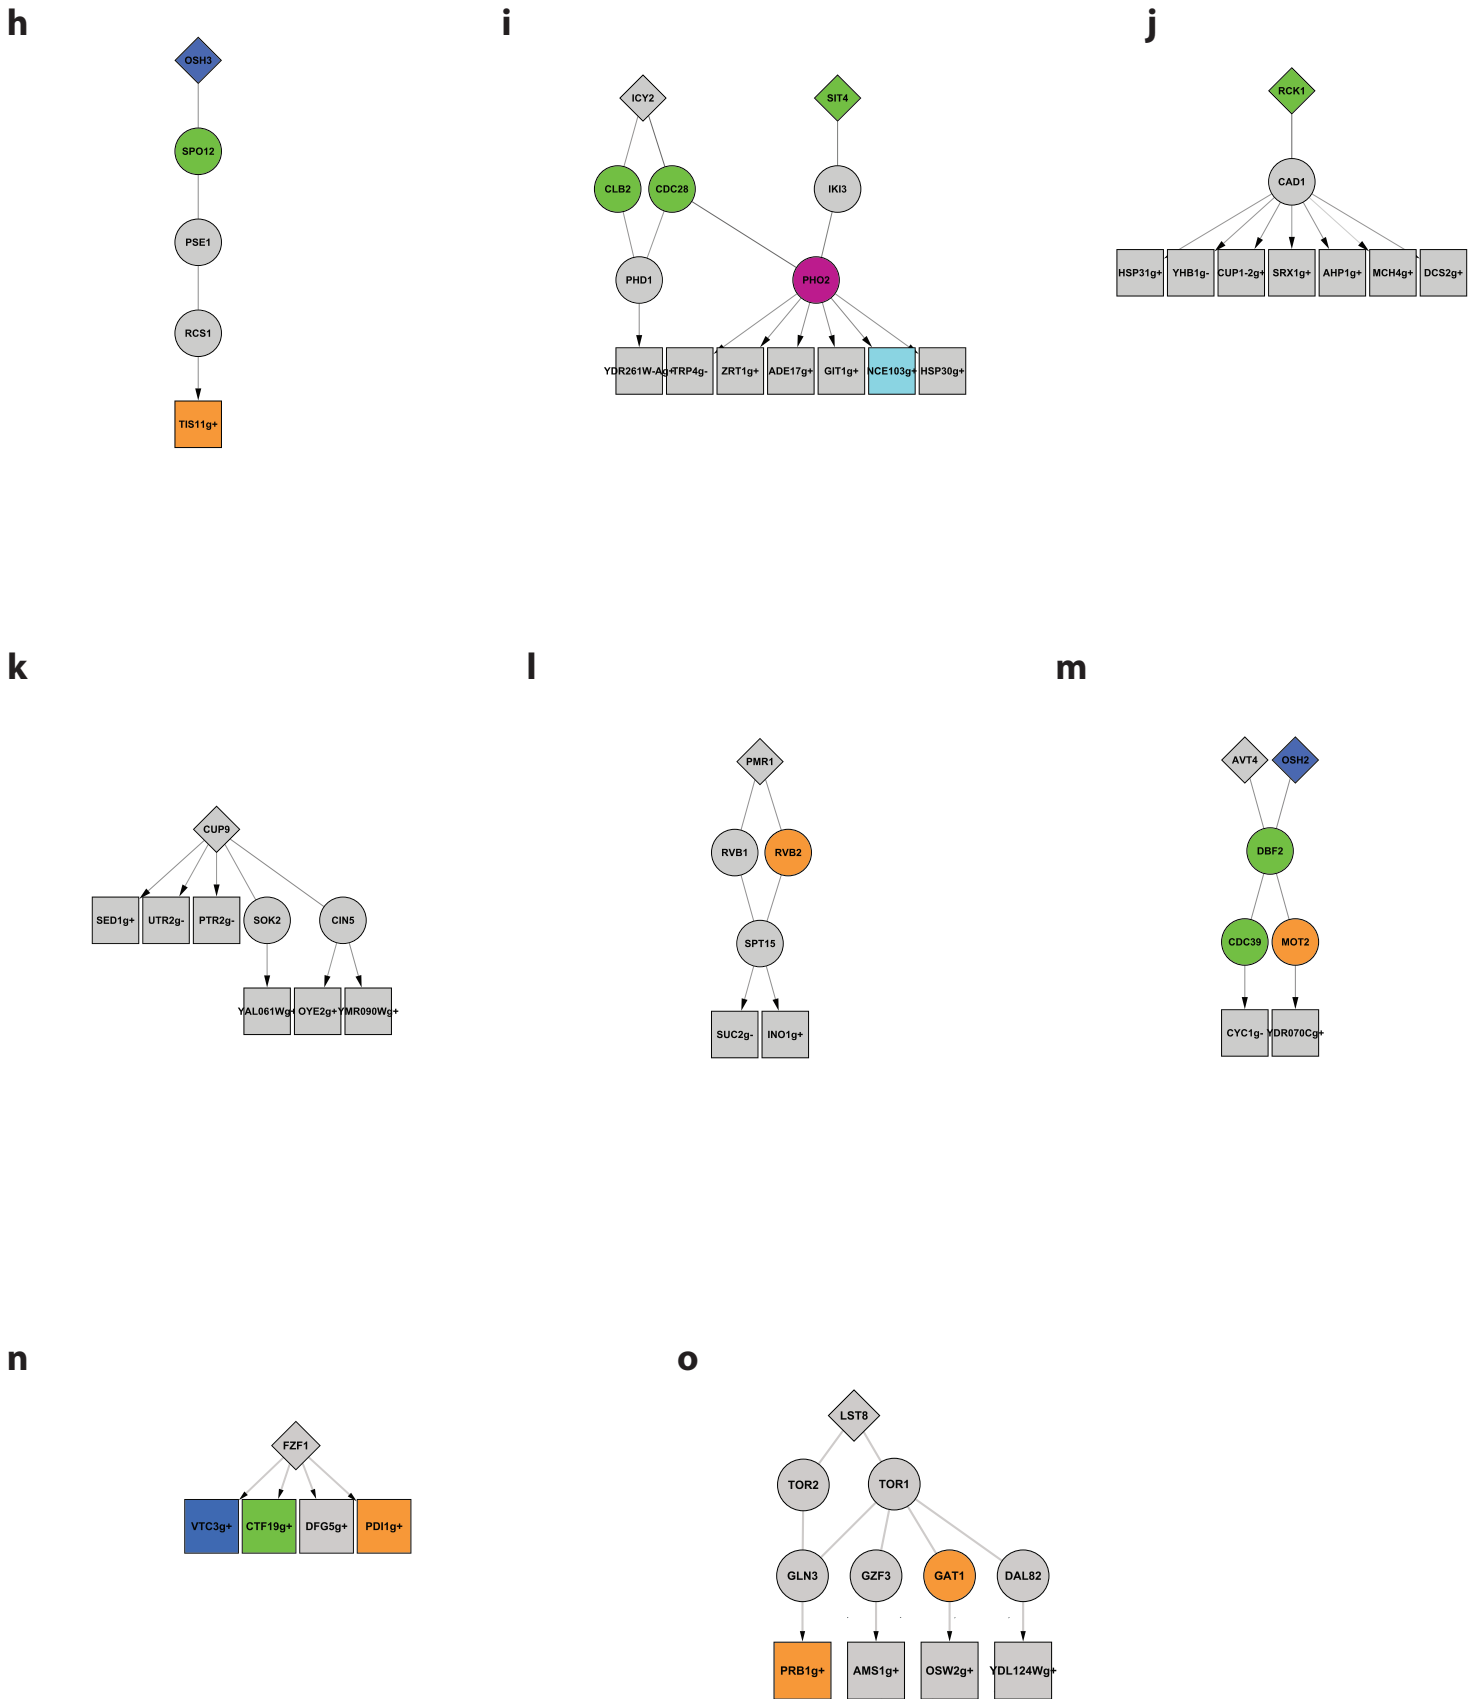 h
OSH3
SPO12
PSE1
RCS1
TIS11g+
i
ICY2
SIT4
CLB2
CDC28
IKI3
PHD1
PHO2
YDR261W-Ag+
TRP4g-
ZRT1g+
ADE17g+
GIT1g+
NCE103g+
HSP30g+
j
RCK1
CAD1
HSP31g+
YHB1g-
CUP1-2g+
SRX1g+
AHP1g+
MCH4g+
DCS2g+
k
CUP9
SED1g+
UTR2g-
PTR2g-
SOK2
CIN5
YAL061Wg+
OYE2g+
YMR090Wg+
l
PMR1
RVB1
RVB2
SPT15
SUC2g-
INO1g+
m
AVT4
OSH2
DBF2
CDC39
MOT2
CYC1g-
YDR070Cg+
n
FZF1
VTC3g+
CTF19g+
DFG5g+
PDI1g+
o
LST8
TOR2
TOR1
GLN3
GZF3
GAT1
DAL82
PRB1g+
AMS1g+
OSW2g+
YDL124Wg+